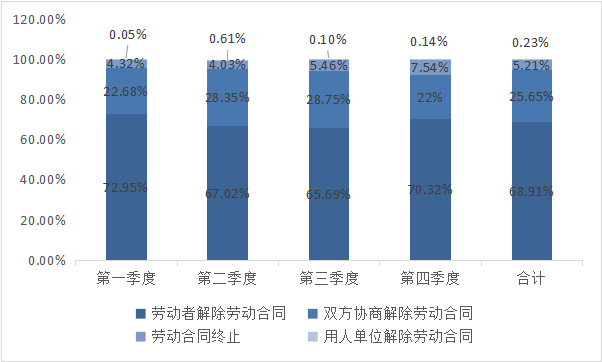 120.00%
0.05% 0.61% 0.10% 0.14% 0.23%
100.00%
4.32% 4.03% 5.46% 7.54% 5.21%
80.00%
22.68% 28.35% 28.75% 22% 25.65%
60.00%
40.00%
72.95% 67.02% 65.69% 70.32% 68.91%
20.00%
0.00%
第一季度 第二季度 第三季度 第四季度 合计
劳动者解除劳动合同 双方协商解除劳动合同
劳动合同终止 用人单位解除劳动合同